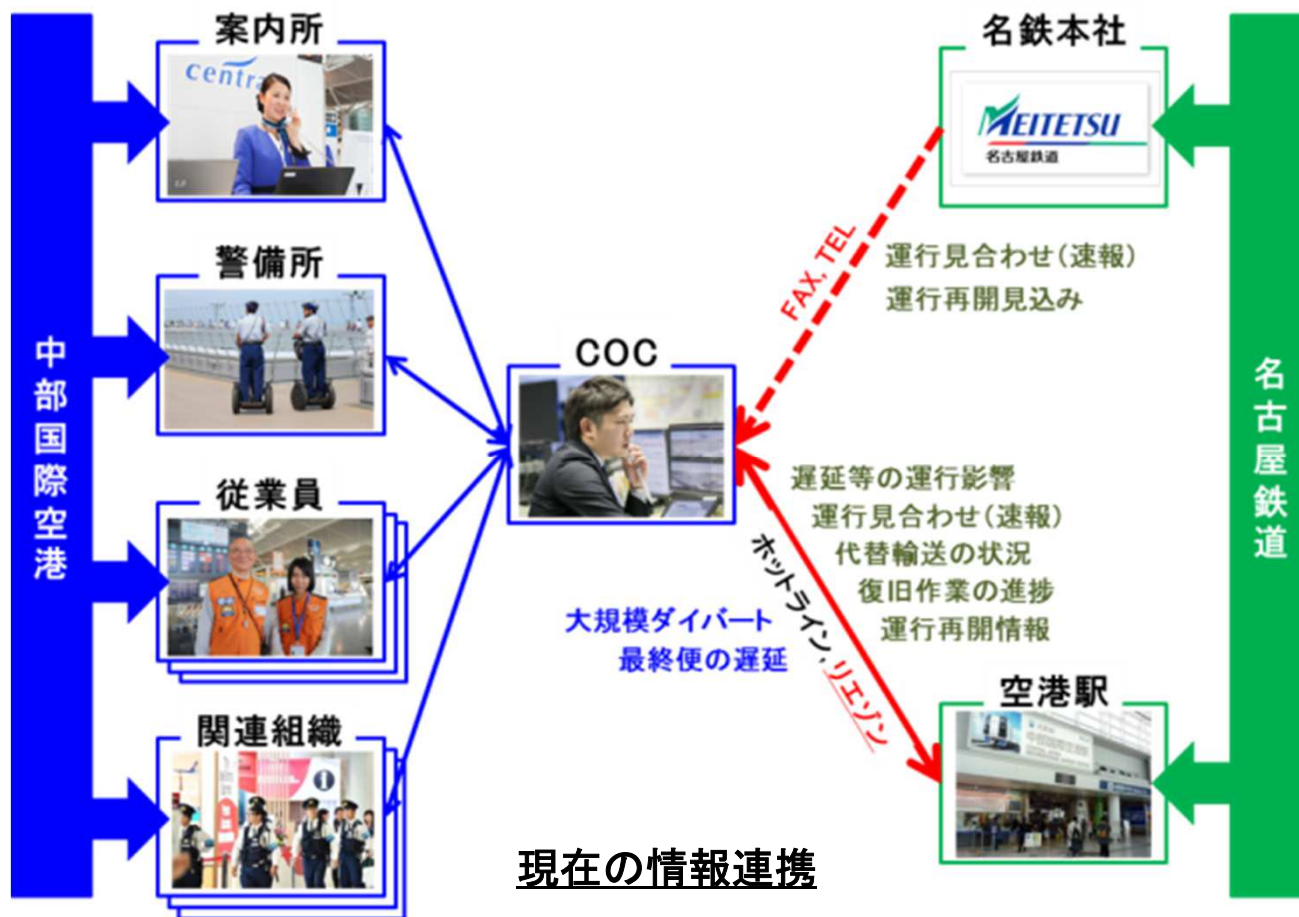 中部国際空港
案内所
centra
警備所
従業員
関連組織
COC
名鉄本社
MEITETSU
名古屋鉄道
FAX, TEL
運行見合わせ(速報)
運行再開見込み
遅延等の運行影響
運行見合わせ(速報)
代替輸送の状況
復旧作業の進捗
運行再開情報
ホットライン,リエゾン
大規模ダイバート
最終便の遅延
空港駅
名古屋鉄道
現在の情報連携